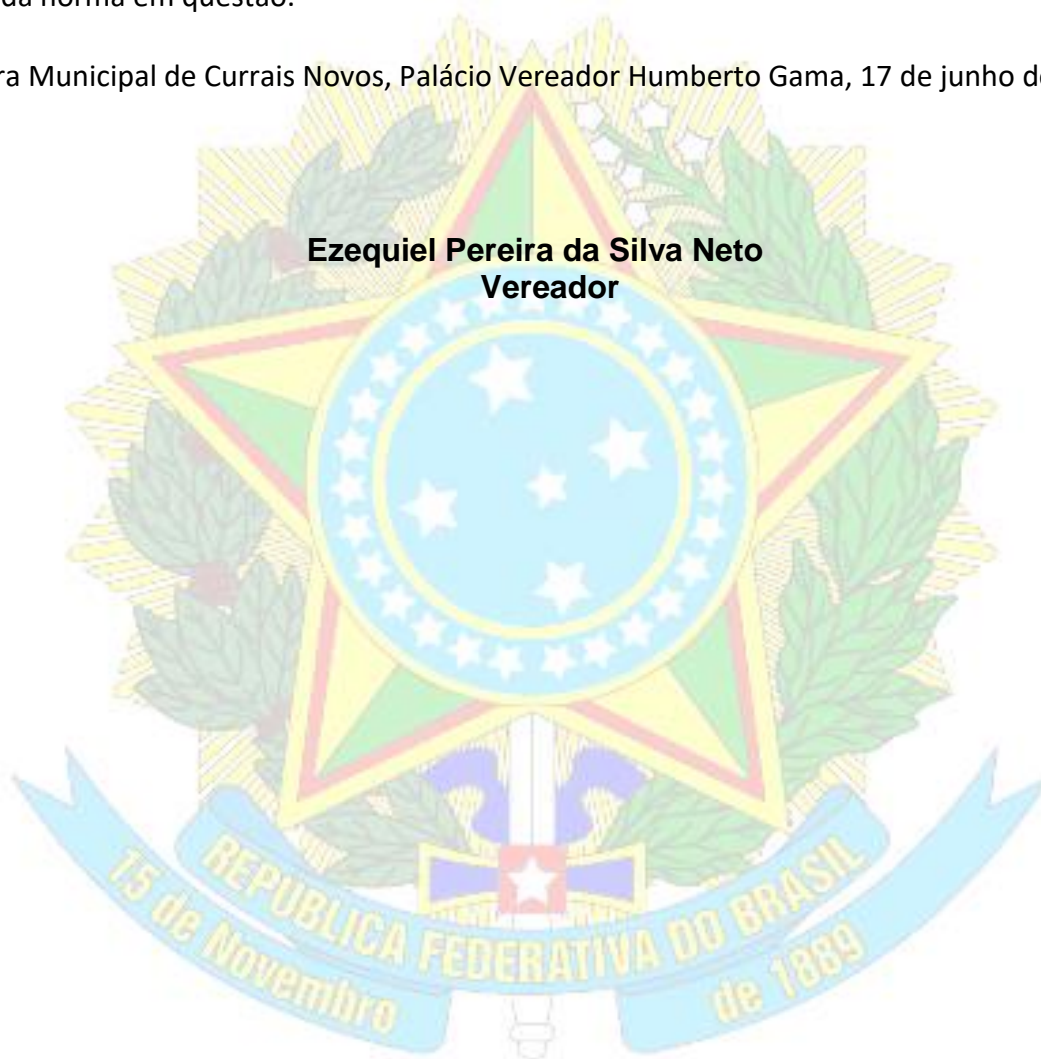 da norma em questão.
ra Municipal de Currais Novos, Palácio Vereador Humberto Gama, 17 de junho d
Ezequiel Pereira da Silva Neto
Vereador
REPUBLICA FEDERATIVA DO BRASIL
15 de Novembro
de 1889